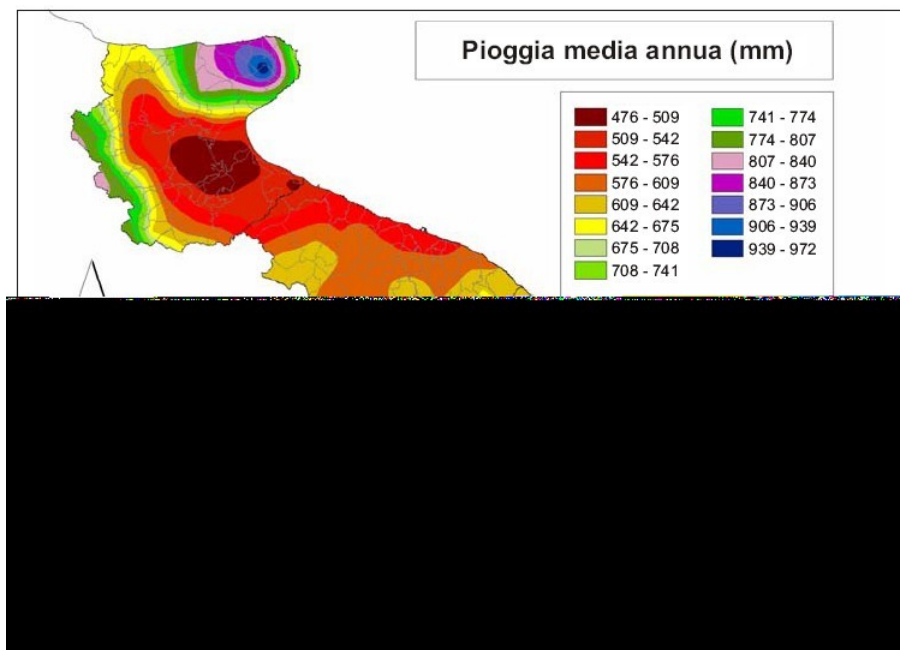 Pioggia media annua (mm)
476 - 509
509 - 542
542 - 576
576 - 609
609 - 642
642 - 675
675 - 708
708 - 741
741 - 774
774 - 807
807 - 840
840 - 873
873 - 906
906 - 939
939 - 972